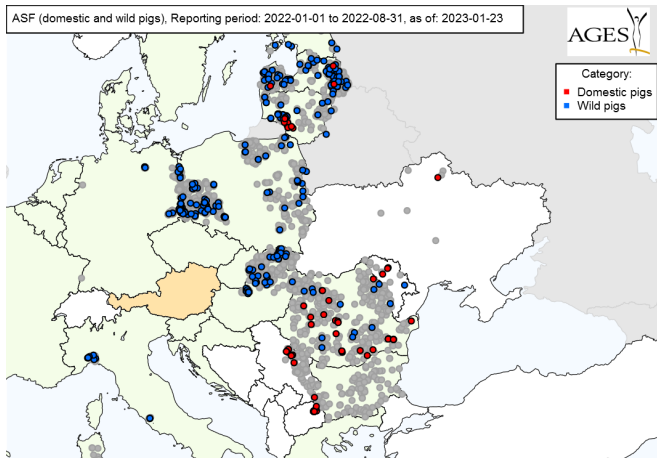 ASF (domestic and wild pigs), Reporting period: 2022-01-01 to 2022-08-31, as of: 2023-01-23
AGES
Category:
Domestic pigs
Wild pigs